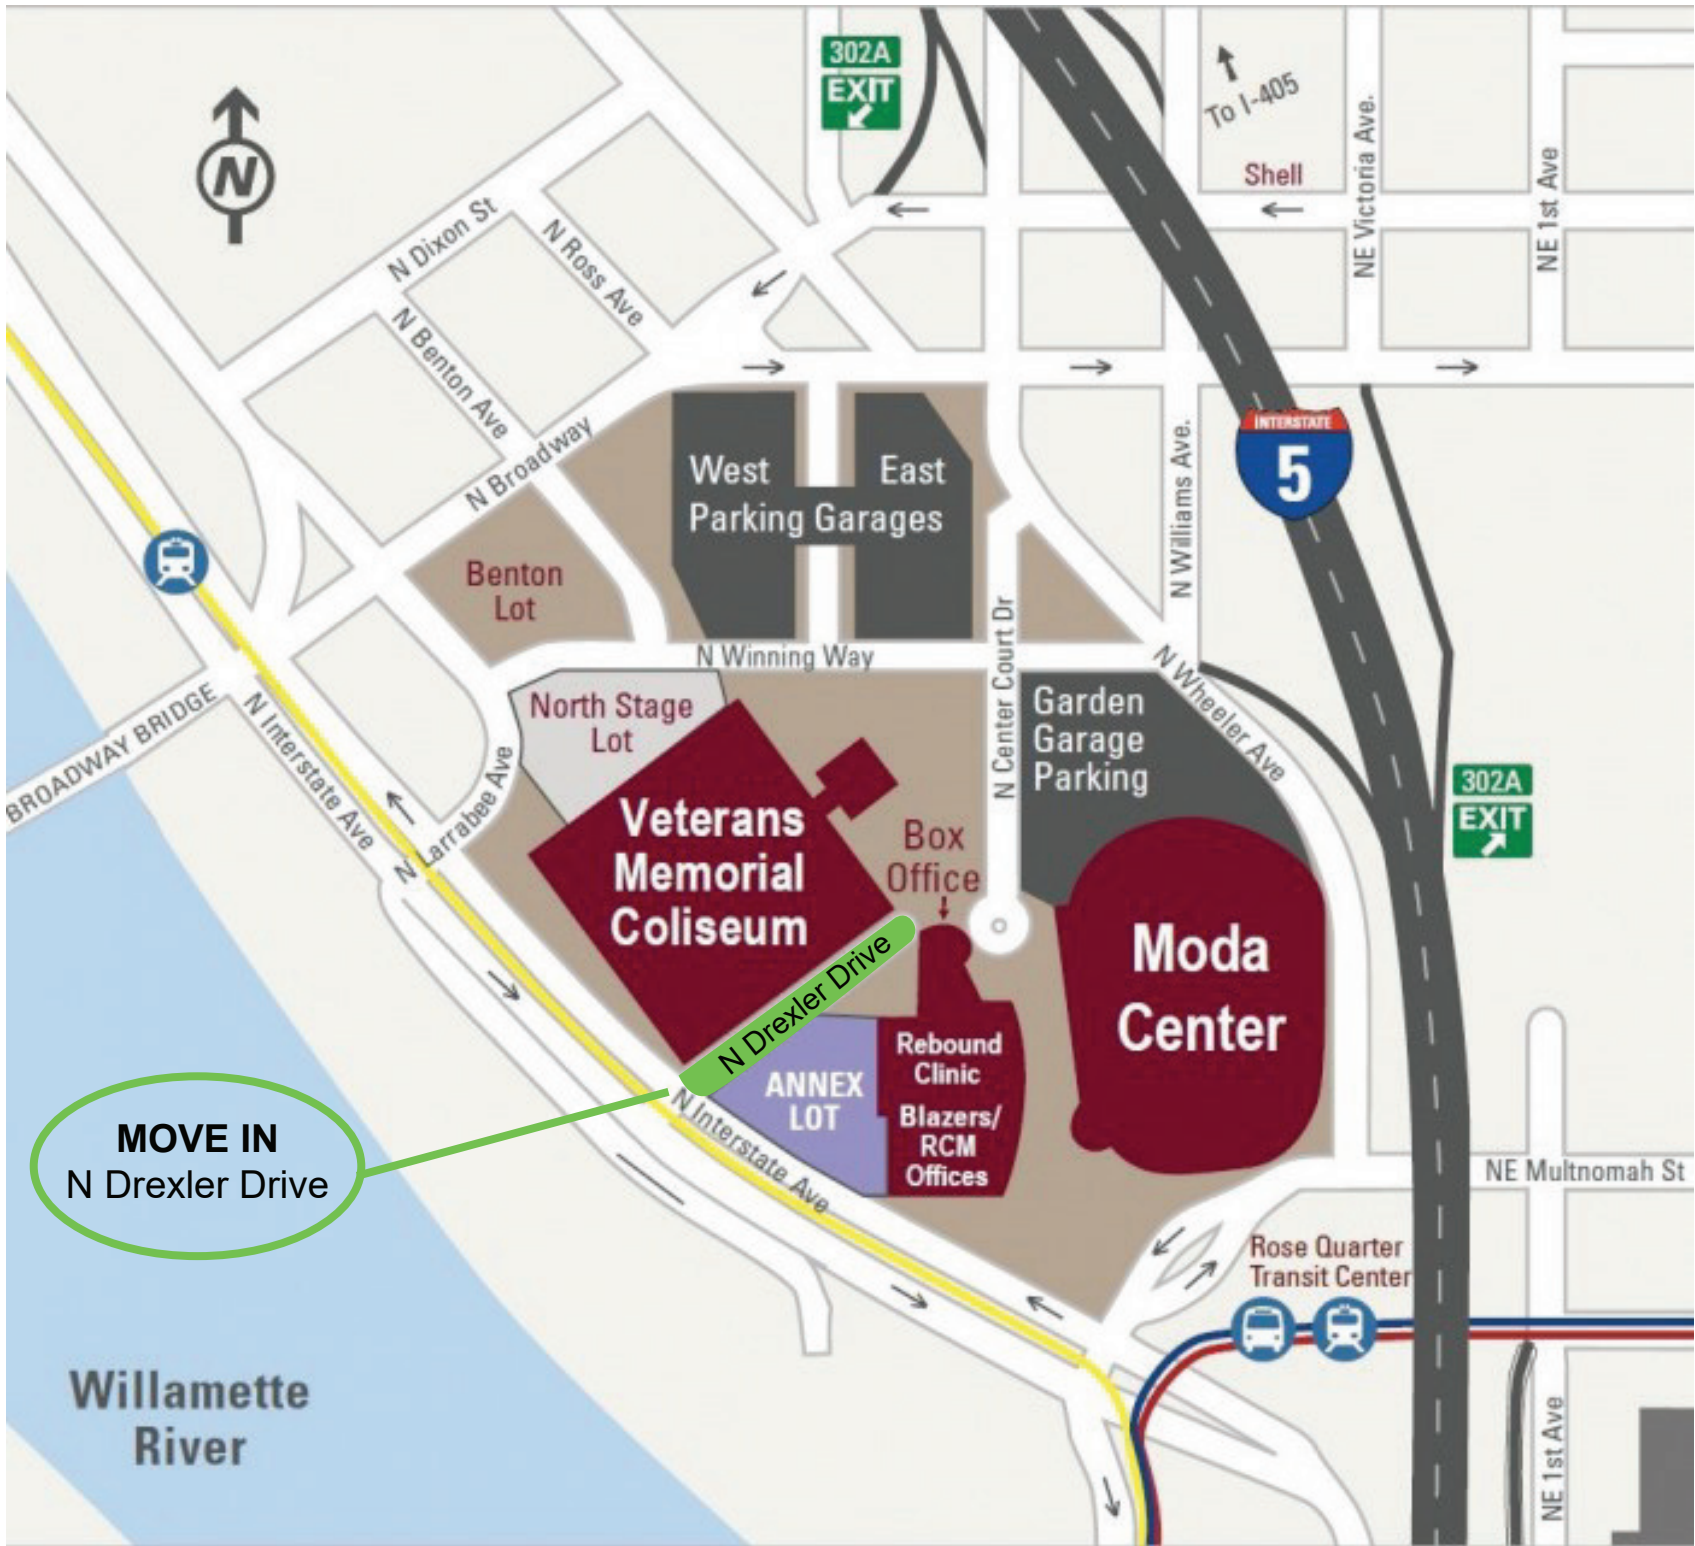 302A
EXIT
To I-405
Shell
NE Victoria Ave.
NE 1st Ave
N
N Dixon St
N Ross Ave
N Benton Ave
N Broadway
INTERSTATE
5
West
East
Parking Garages
N Williams Ave.
Benton
Lot
N Winning Way
N Center Court Dr
N Wheeler Ave
North Stage
Lot
Garden
Garage
Parking
BROADWAY BRIDGE
N Interstate Ave
N Larrabee Ave
302A
EXIT
Veterans
Memorial
Coliseum
Box
Office
Moda
Center
N Drexler Drive
Rebound
Clinic
Blazers/
RCM
Offices
ANNEX
LOT
MOVE IN
N Drexler Drive
N Interstate Ave
NE Multnomah St
Rose Quarter
Transit Center
Willamette
River
NE 1st Ave